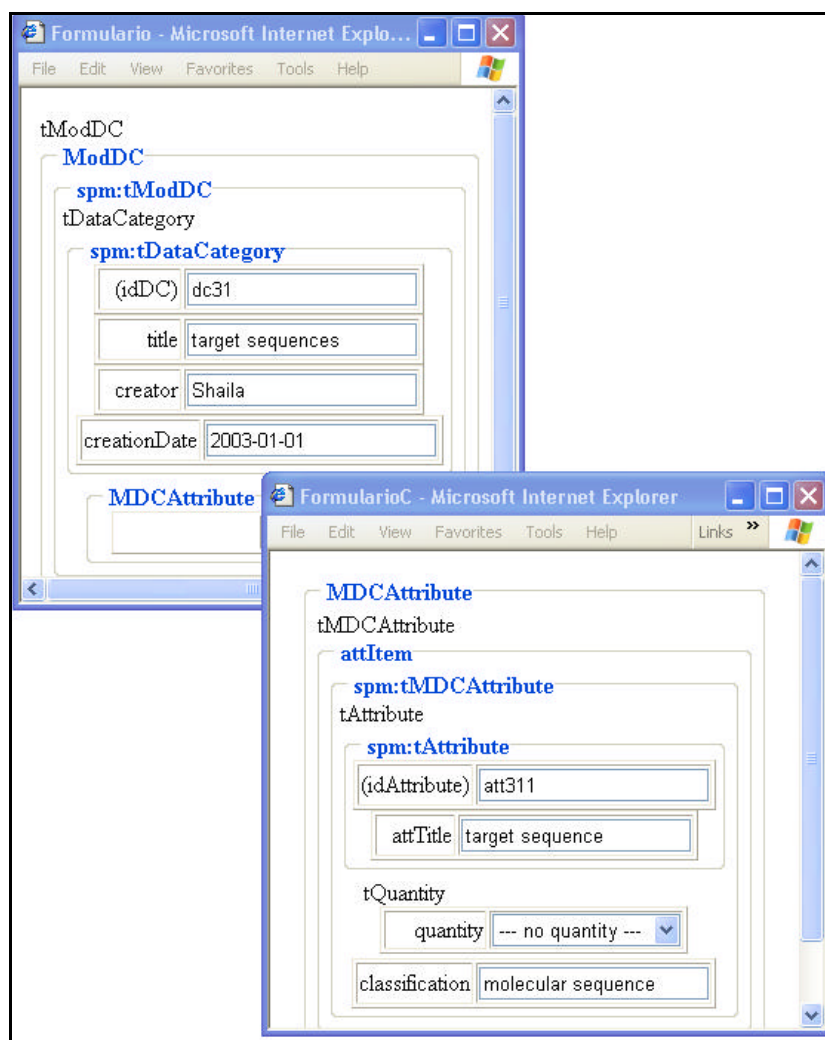 Formulario - Microsoft Internet Explo...
File Edit View Favorites Tools Help
tModDC
ModDC
spm:tModDC
tDataCategory
spm:tDataCategory
(idDC) dc31
title target sequences
creator Shaila
creationDate 2003-01-01
MDCAttribute
FormularioC - Microsoft Internet Explorer
File Edit View Favorites Tools Help Links »
MDCAttribute
tMDCAttribute
attItem
spm:tMDCAttribute
tAttribute
spm:tAttribute
(idAttribute) att311
attTitle target sequence
tQuantity
quantity --- no quantity ---
classification molecular sequence